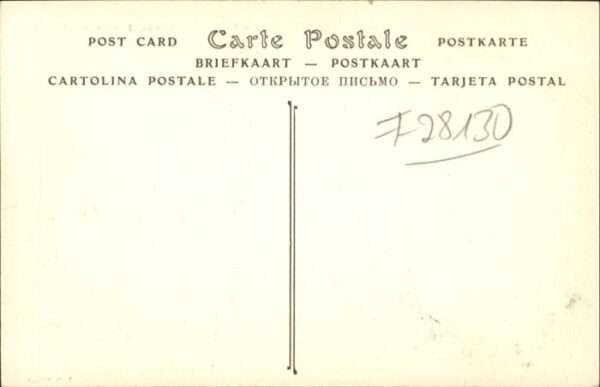 POST CARD Carte Postale POSTKARTE
BRIEFKAART — POSTKAART
CARTOLINA POSTALE — ОТКРЫТОЕ ПИСЬМО — TARJETA POSTAL
F28130